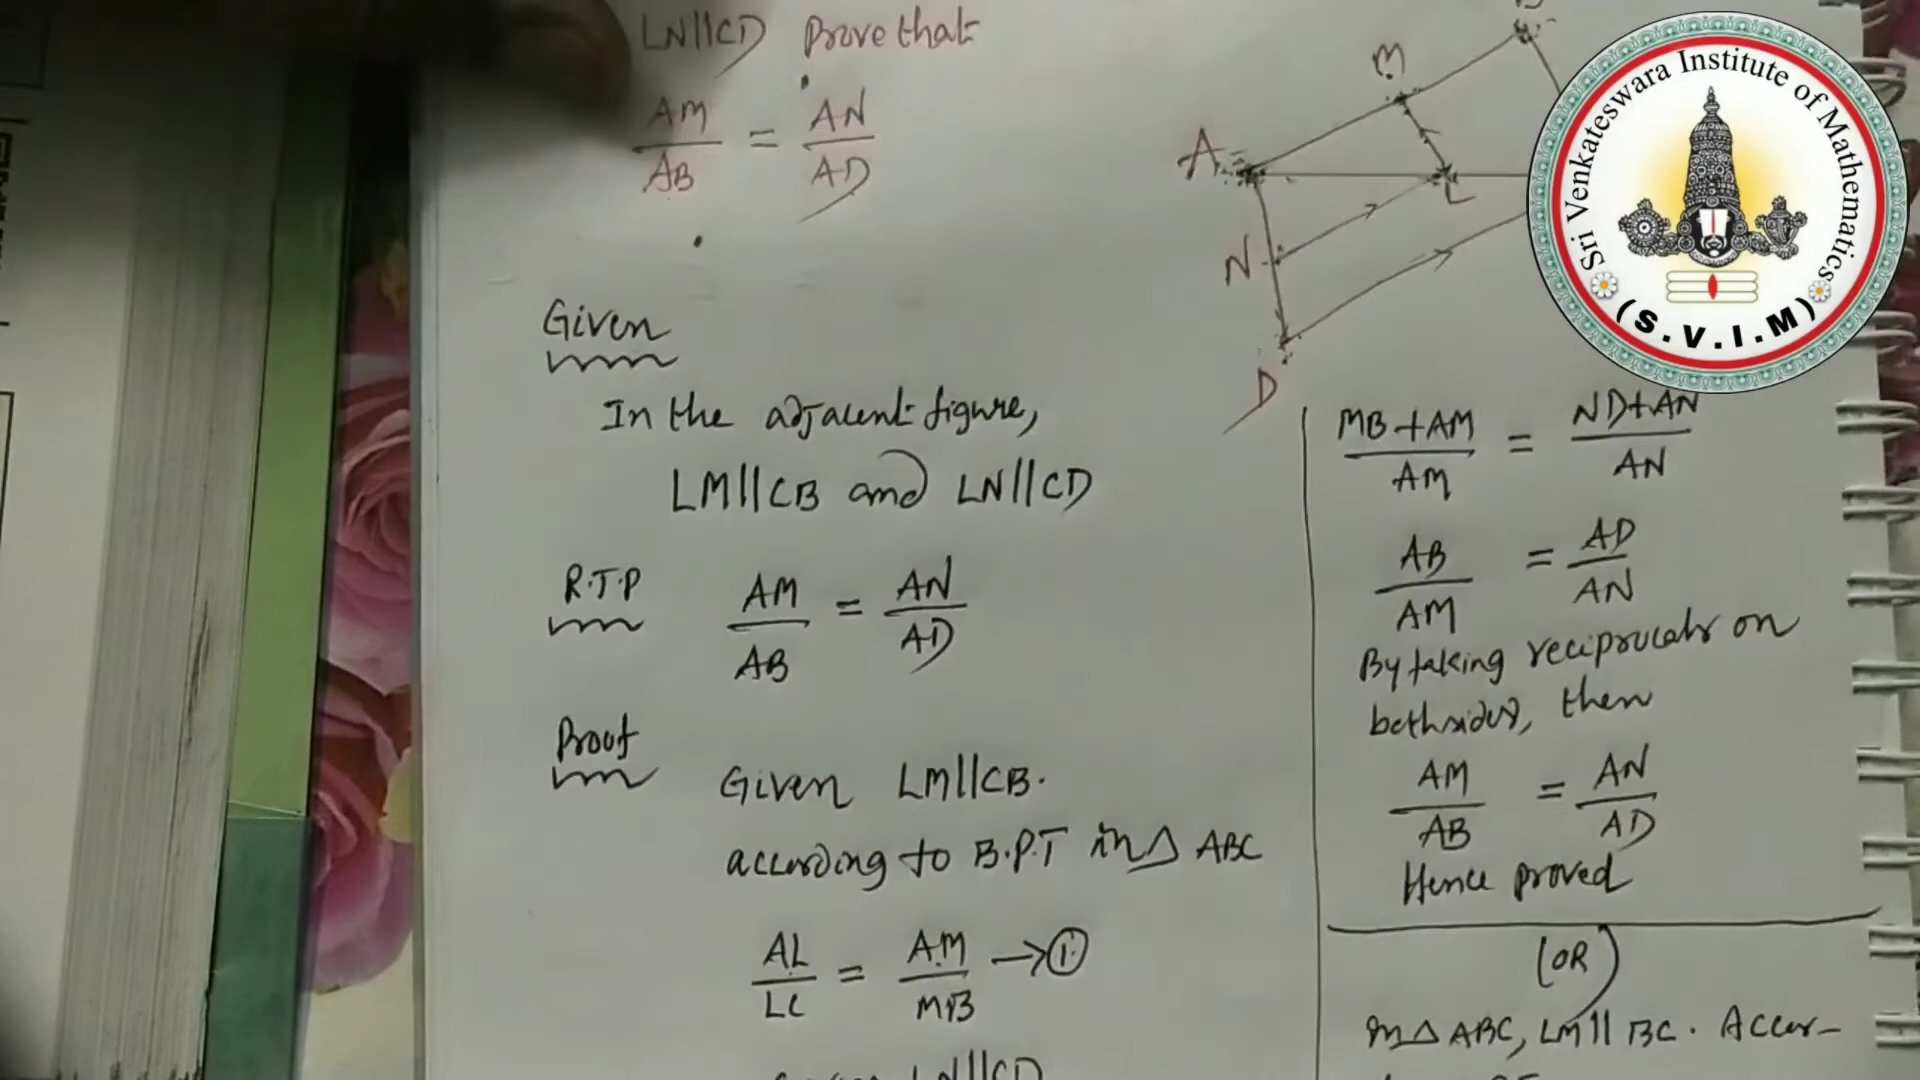 LN||CD Prove that
AM/AB = AN/AD
A
M
L
N
D
Given
In the adjacent figure,
LM||CB and LN||CD
R.T.P AM/AB = AN/AD
Proof
Given LM||CB.
according to B.P.T in △ ABC
AL/LC = AM/MB → ①
LN||CD
MB+AM/AM = ND+AN/AN
AB/AM = AD/AN
By taking reciprocals on
bothsides, then
AM/AB = AN/AD
Hence proved
(OR)
In △ ABC, LM || BC. Accor-
Sri Venkateswara Institute of Mathematics
(S.V.I.M)